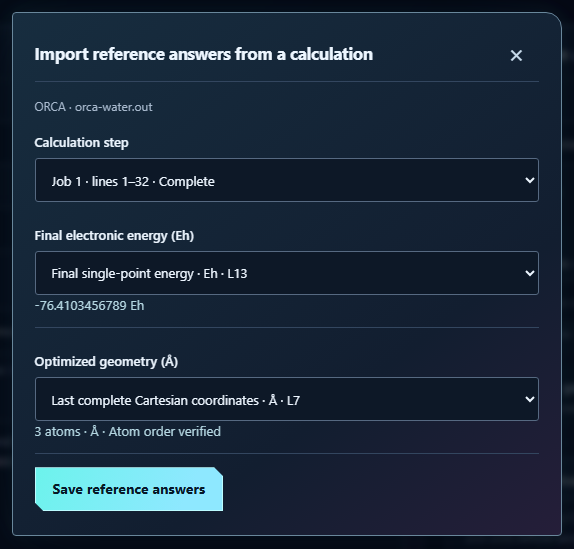 Import reference answers from a calculation
ORCA · orca-water.out
Calculation step
Job 1 · lines 1–32 · Complete
Final electronic energy (Eh)
Final single-point energy · Eh · L13
-76.4103456789 Eh
Optimized geometry (Å)
Last complete Cartesian coordinates · Å · L7
3 atoms · Å · Atom order verified
Save reference answers